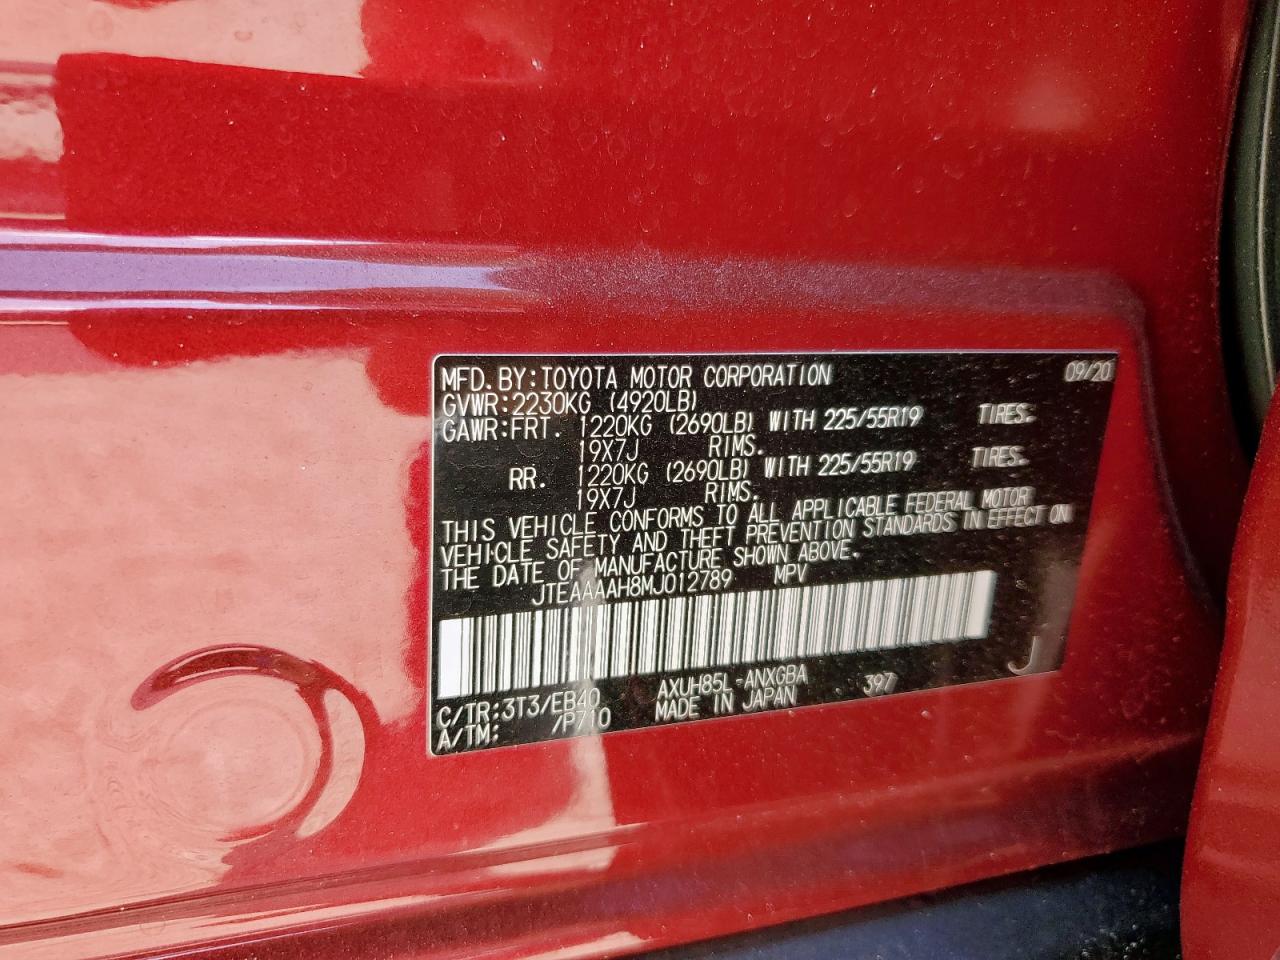 MFD.BY:TOYOTA MOTOR CORPORATION 09/20
GVWR:2230KG (4920LB)
GAWR:FRT. 1220KG (2690LB) WITH 225/55R19 TIRES.
19X7J RIMS.
RR. 1220KG (2690LB) WITH 225/55R19 TIRES.
19X7J RIMS.
THIS VEHICLE CONFORMS TO ALL APPLICABLE FEDERAL MOTOR
VEHICLE SAFETY AND THEFT PREVENTION STANDARDS IN EFFECT ON
THE DATE OF MANUFACTURE SHOWN ABOVE.
JTEAAAAH8MJ012789 MPV
C/TR:3T3/EB40 AXUH85L-ANXGBA 397 J
A/TM: /P710 MADE IN JAPAN